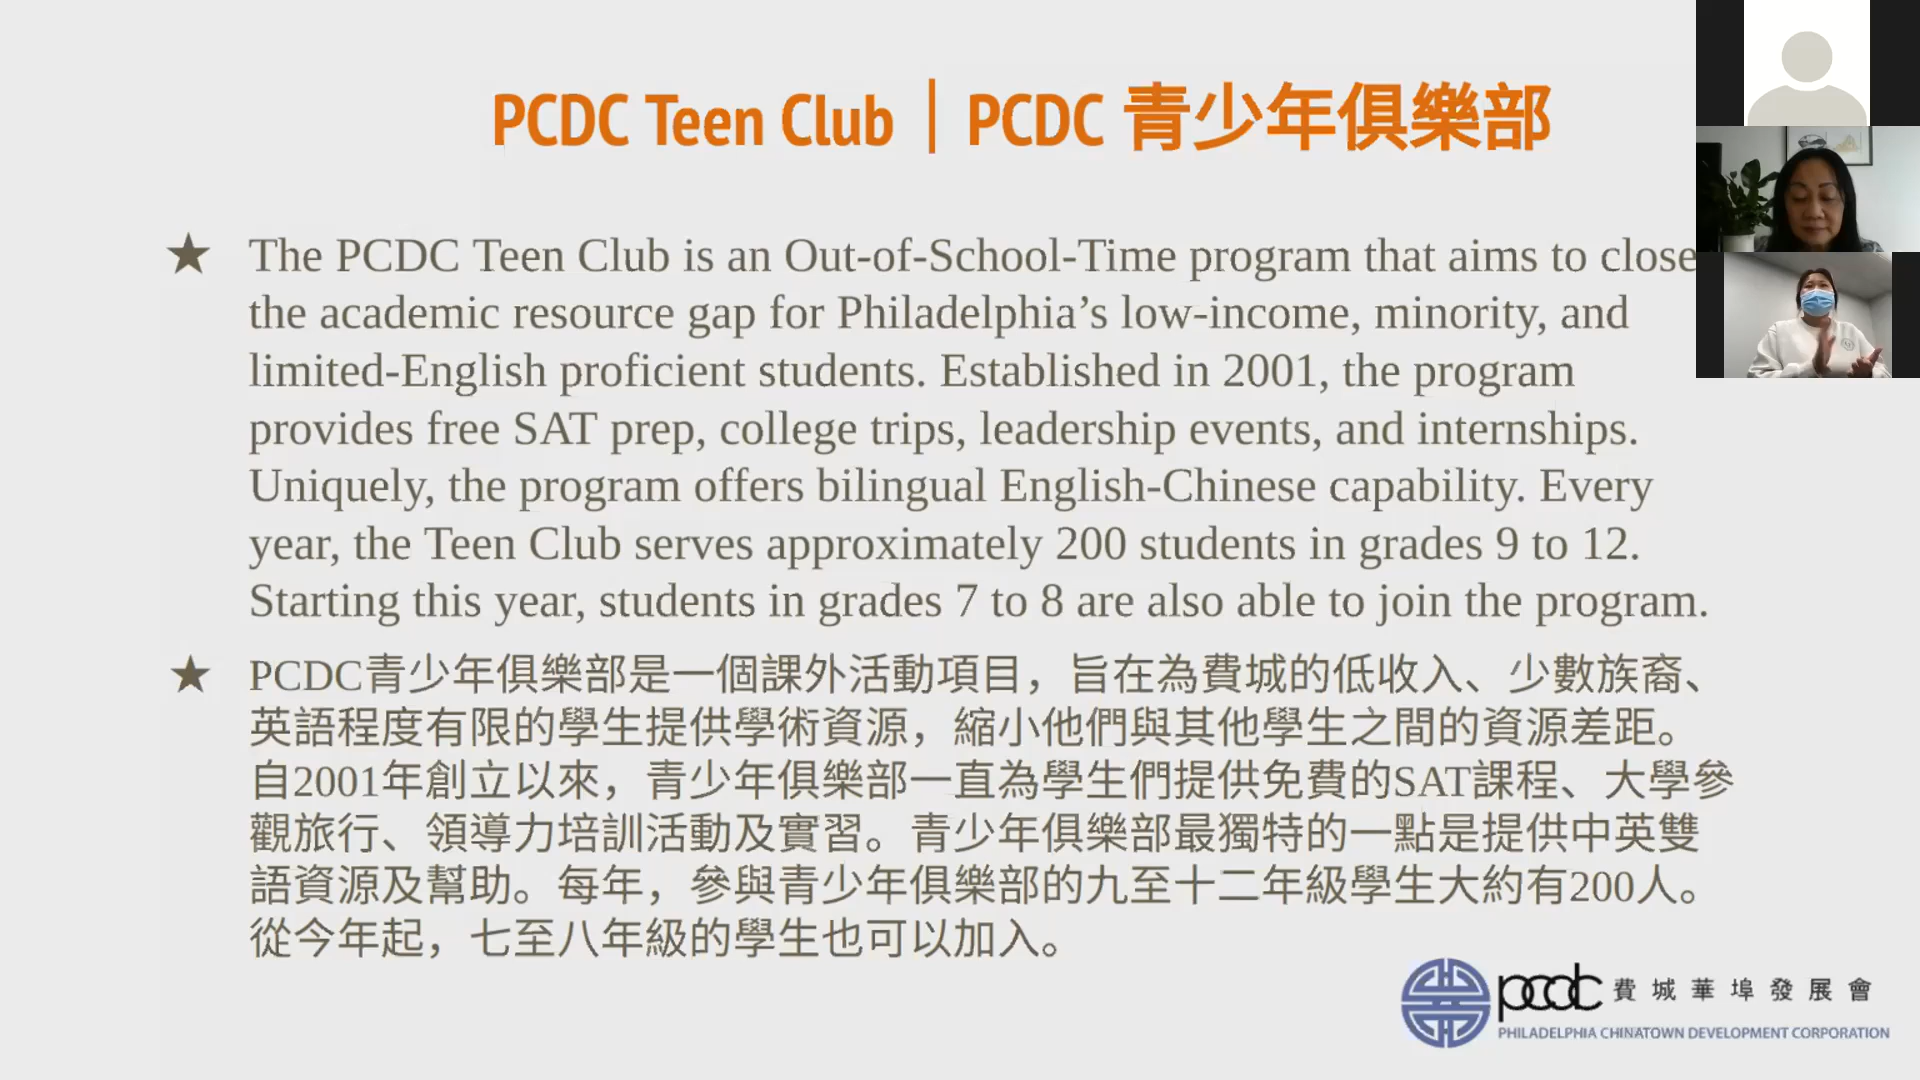 PCDC Teen Club｜PCDC 青少年俱樂部
★ The PCDC Teen Club is an Out-of-School-Time program that aims to close
the academic resource gap for Philadelphia’s low-income, minority, and
limited-English proficient students. Established in 2001, the program
provides free SAT prep, college trips, leadership events, and internships.
Uniquely, the program offers bilingual English-Chinese capability. Every
year, the Teen Club serves approximately 200 students in grades 9 to 12.
Starting this year, students in grades 7 to 8 are also able to join the program.
★ PCDC青少年俱樂部是一個課外活動項目，旨在為費城的低收入、少數族裔、
英語程度有限的學生提供學術資源，縮小他們與其他學生之間的資源差距。
自2001年創立以來，青少年俱樂部一直為學生們提供免費的SAT課程、大學參
觀旅行、領導力培訓活動及實習。青少年俱樂部最獨特的一點是提供中英雙
語資源及幫助。每年，參與青少年俱樂部的九至十二年級學生大約有200人。
從今年起，七至八年級的學生也可以加入。
pcdc 費城華埠發展會
PHILADELPHIA CHINATOWN DEVELOPMENT CORPORATION